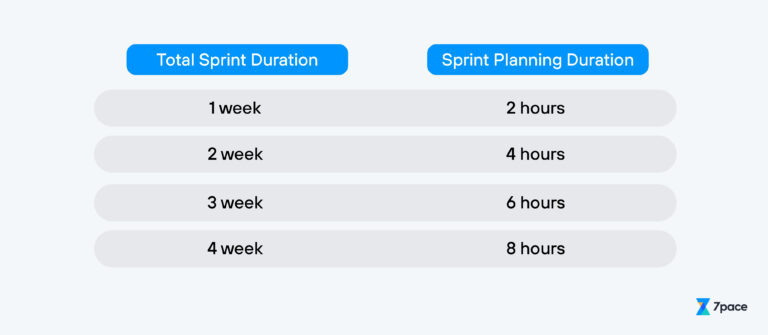 Total Sprint Duration Sprint Planning Duration
1 week 2 hours
2 week 4 hours
3 week 6 hours
4 week 8 hours
7pace